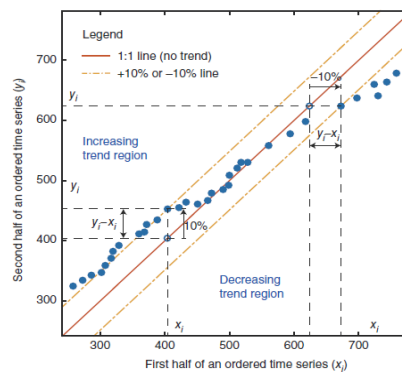 Legend
1:1 line (no trend)
+10% or −10% line
Second half of an ordered time series (yi)
700
600
500
400
300
yi
yi
Increasing
trend region
−10%
yi−xi
yi−xi
10%
Decreasing
trend region
xi
xi
300
400
500
600
700
First half of an ordered time series (xi)